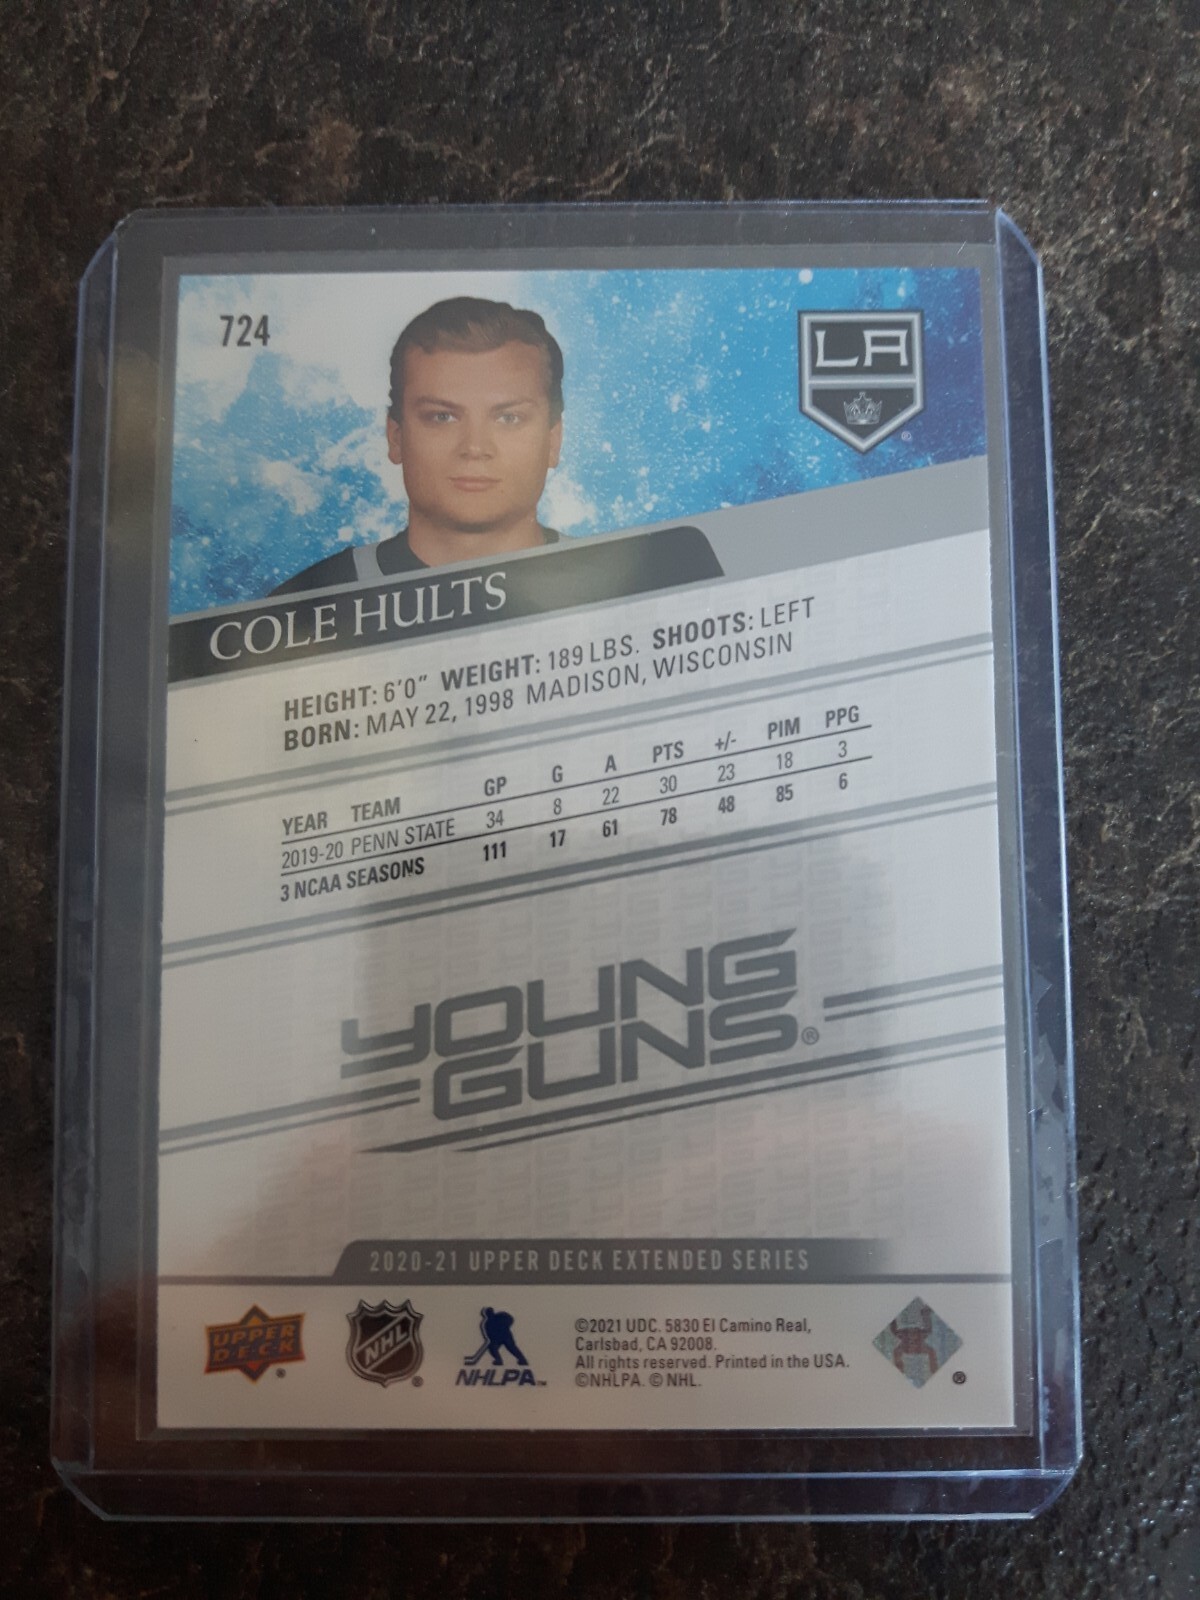 724
LA
®
COLE HULTS
HEIGHT: 6'0" WEIGHT: 189 LBS. SHOOTS: LEFT
BORN: MAY 22, 1998 MADISON, WISCONSIN
YEAR TEAM GP G A PTS +/- PIM PPG
2019-20 PENN STATE 34 8 22 30 23 18 3
3 NCAA SEASONS 111 17 61 78 48 85 6
YOUNG
GUNS®
2020-21 UPPER DECK EXTENDED SERIES
UPPER
DECK®
NHL®
NHLPA™
©2021 UDC. 5830 El Camino Real,
Carlsbad, CA 92008.
All rights reserved. Printed in the USA.
©NHLPA. © NHL.
®